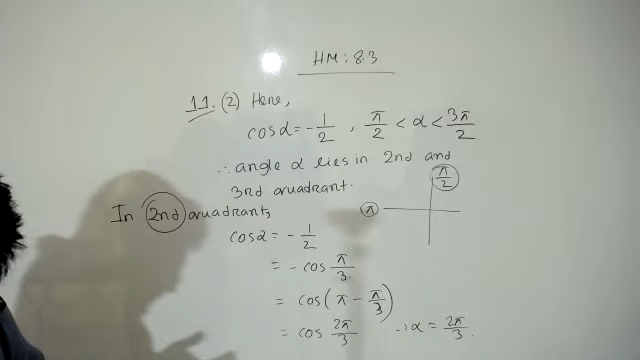 HM: 8.3
11. (2) Here,
cosα = -1/2 , π/2 < α < 3π/2
∴ angle α lies in 2nd and
3rd quadrant.
π/2
π
In 2nd quadrant,
cosα = -1/2
= -cos π/3
= cos(π - π/3)
= cos 2π/3 ∴ α = 2π/3.